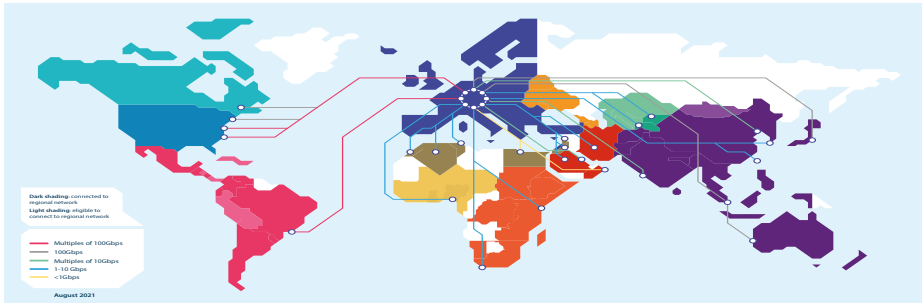 Dark shading: connected to
regional network
Light shading: eligible to
connect to regional network
Multiples of 100Gbps
100Gbps
Multiples of 10Gbps
1-10 Gbps
<1Gbps
August 2021